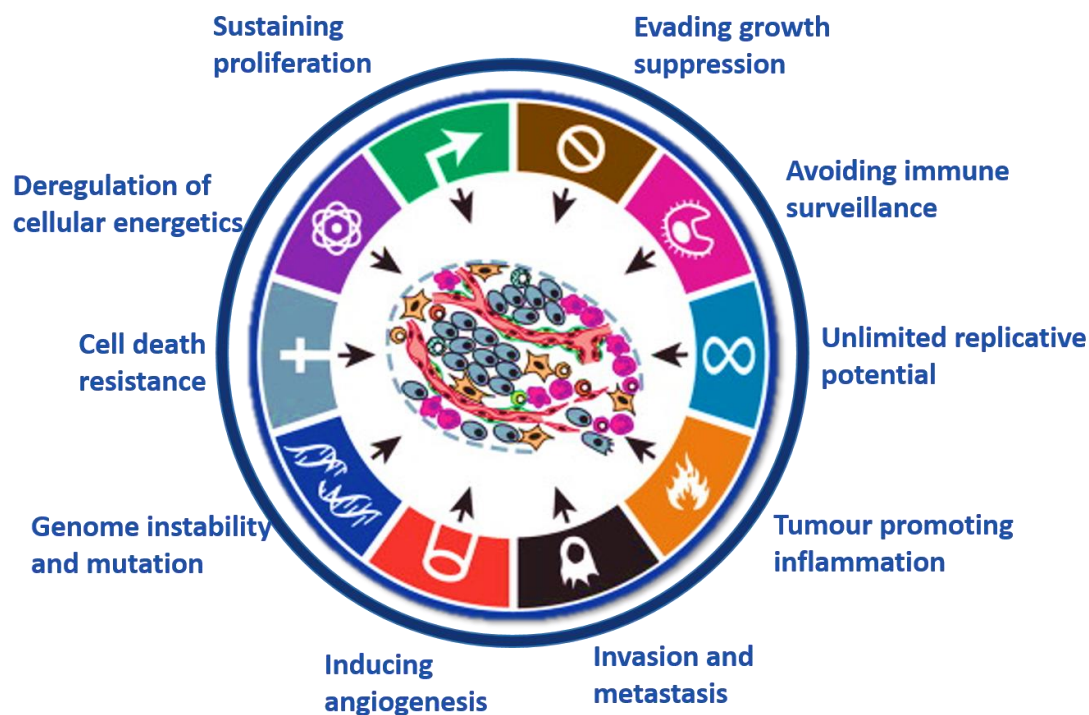 Sustaining
proliferation
Evading growth
suppression
Deregulation of
cellular energetics
Avoiding immune
surveillance
Cell death
resistance
Unlimited replicative
potential
Genome instability
and mutation
Tumour promoting
inflammation
Inducing
angiogenesis
Invasion and
metastasis